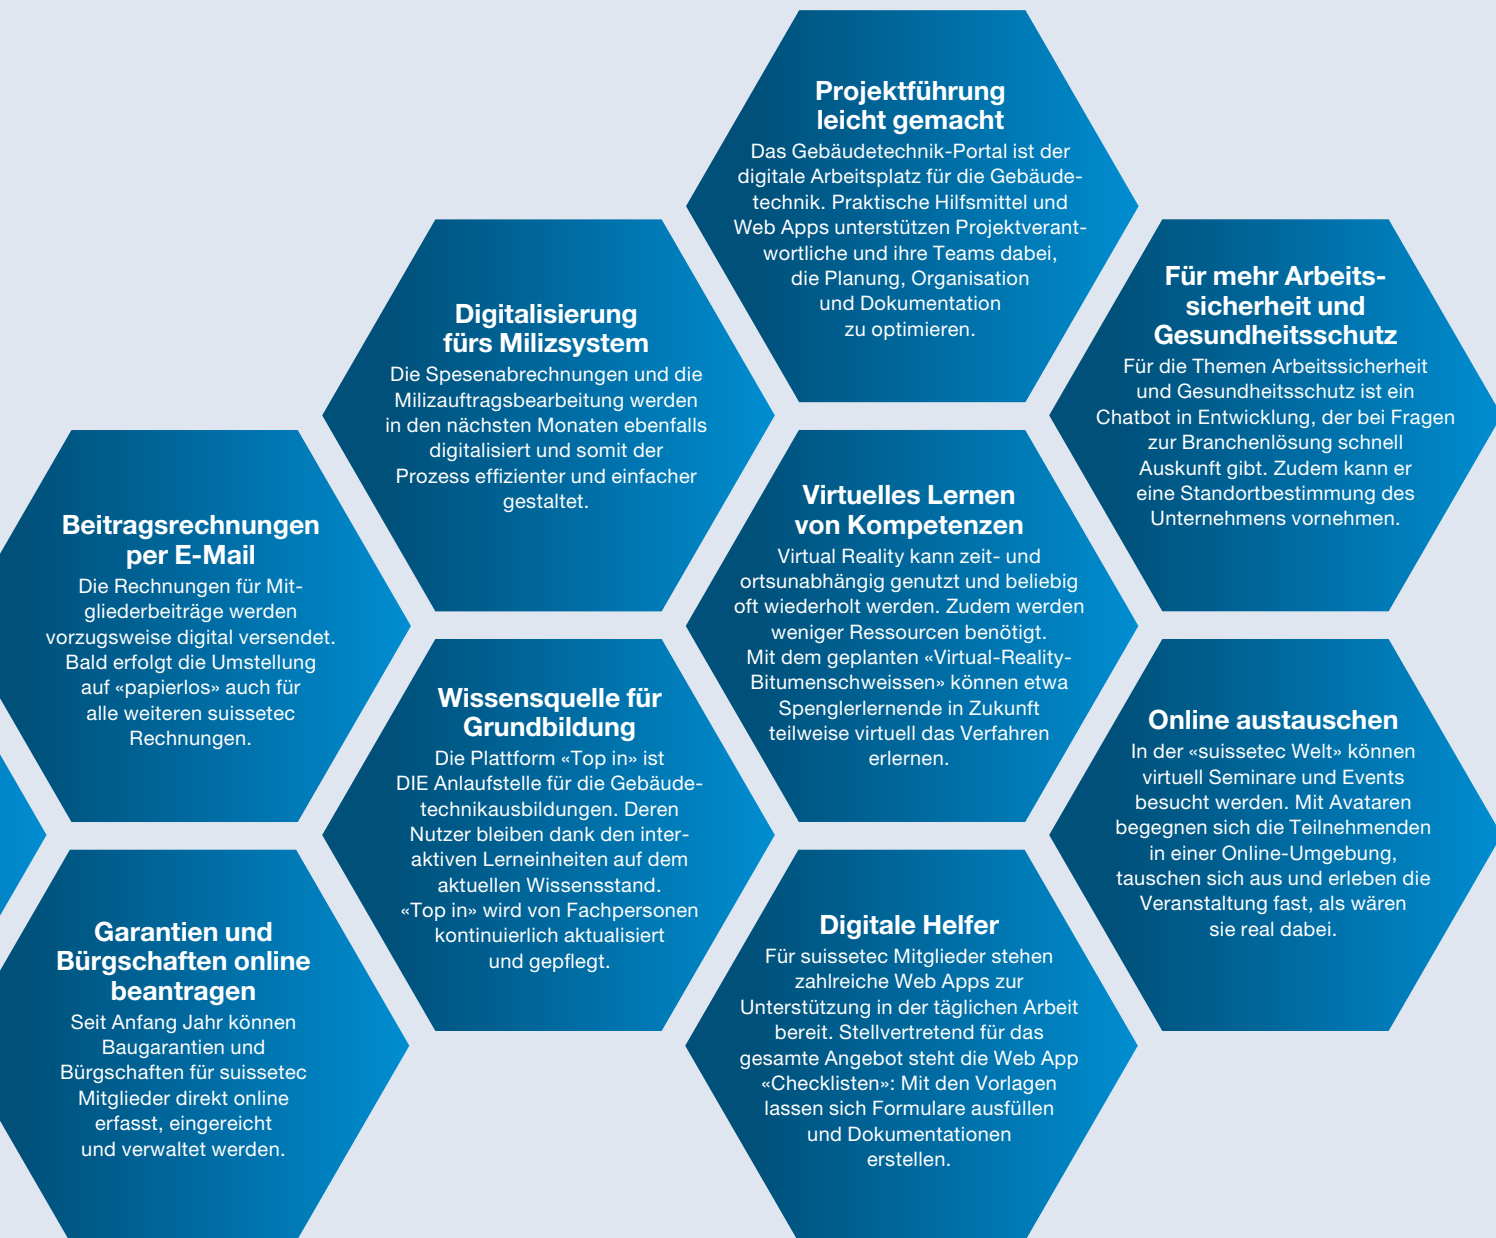 Projektführung
leicht gemacht
Das Gebäudetechnik-Portal ist der
digitale Arbeitsplatz für die Gebäude-
technik. Praktische Hilfsmittel und
Web Apps unterstützen Projektverant-
wortliche und ihre Teams dabei,
die Planung, Organisation
und Dokumentation
zu optimieren.
Für mehr Arbeits-
sicherheit und
Gesundheitsschutz
Für die Themen Arbeitssicherheit
und Gesundheitsschutz ist ein
Chatbot in Entwicklung, der bei Fragen
zur Branchenlösung schnell
Auskunft gibt. Zudem kann er
eine Standortbestimmung des
Unternehmens vornehmen.
Digitalisierung
fürs Milizsystem
Die Spesenabrechnungen und die
Milizauftragsbearbeitung werden
in den nächsten Monaten ebenfalls
digitalisiert und somit der
Prozess effizienter und einfacher
gestaltet.
Virtuelles Lernen
von Kompetenzen
Virtual Reality kann zeit- und
ortsunabhängig genutzt und beliebig
oft wiederholt werden. Zudem werden
weniger Ressourcen benötigt.
Mit dem geplanten «Virtual-Reality-
Bitumenschweissen» können etwa
Spenglerlernende in Zukunft
teilweise virtuell das Verfahren
erlernen.
Beitragsrechnungen
per E-Mail
Die Rechnungen für Mit-
gliederbeiträge werden
vorzugsweise digital versendet.
Bald erfolgt die Umstellung
auf «papierlos» auch für
alle weiteren suissetec
Rechnungen.
Wissensquelle für
Grundbildung
Die Plattform «Top in» ist
DIE Anlaufstelle für die Gebäude-
technikausbildungen. Deren
Nutzer bleiben dank den inter-
aktiven Lerneinheiten auf dem
aktuellen Wissensstand.
«Top in» wird von Fachpersonen
kontinuierlich aktualisiert
und gepflegt.
Online austauschen
In der «suissetec Welt» können
virtuell Seminare und Events
besucht werden. Mit Avataren
begegnen sich die Teilnehmenden
in einer Online-Umgebung,
tauschen sich aus und erleben die
Veranstaltung fast, als wären
sie real dabei.
Garantien und
Bürgschaften online
beantragen
Seit Anfang Jahr können
Baugarantien und
Bürgschaften für suissetec
Mitglieder direkt online
erfasst, eingereicht
und verwaltet werden.
Digitale Helfer
Für suissetec Mitglieder stehen
zahlreiche Web Apps zur
Unterstützung in der täglichen Arbeit
bereit. Stellvertretend für das
gesamte Angebot steht die Web App
«Checklisten»: Mit den Vorlagen
lassen sich Formulare ausfüllen
und Dokumentationen
erstellen.